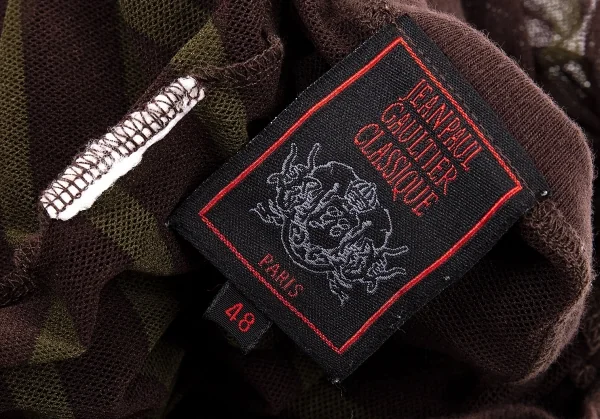 JEAN PAUL
GAULTIER
CLASSIQUE
PARIS
48